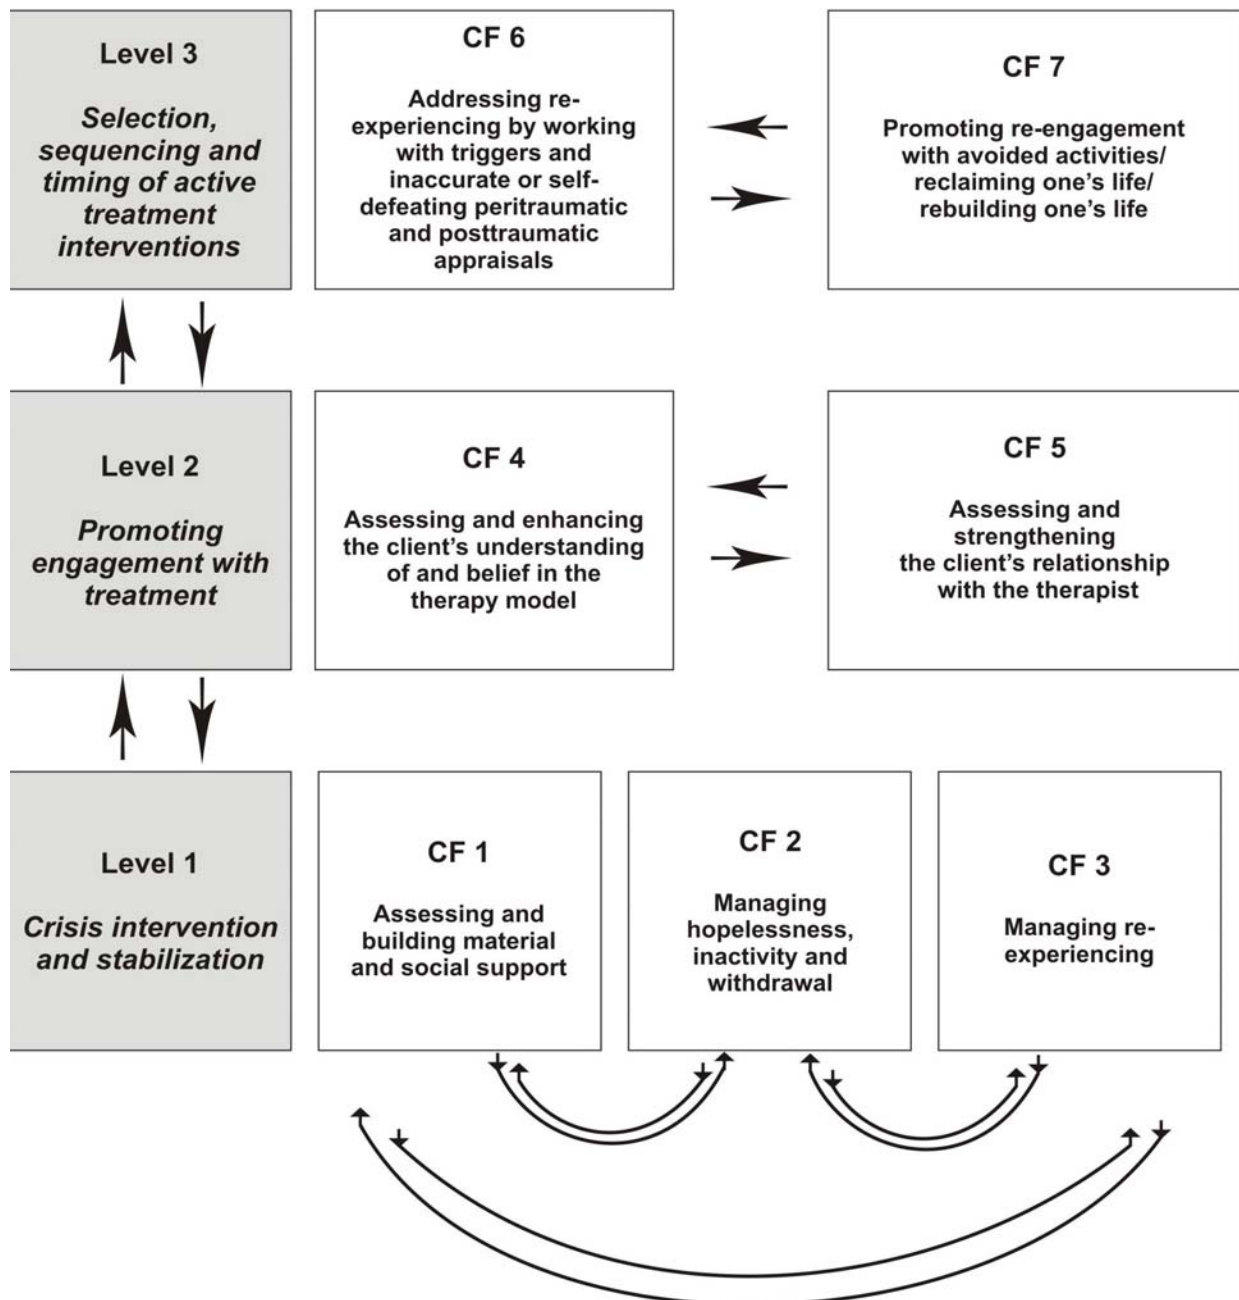 Level 3
Selection,
sequencing and
timing of active
treatment
interventions
CF 6
Addressing re-
experiencing by working
with triggers and
inaccurate or self-
defeating peritraumatic
and posttraumatic
appraisals
CF 7
Promoting re-engagement
with avoided activities/
reclaiming one's life/
rebuilding one's life
Level 2
Promoting
engagement with
treatment
CF 4
Assessing and enhancing
the client's understanding
of and belief in the
therapy model
CF 5
Assessing and
strengthening
the client's relationship
with the therapist
Level 1
Crisis intervention
and stabilization
CF 1
Assessing and
building material
and social support
CF 2
Managing
hopelessness,
inactivity and
withdrawal
CF 3
Managing re-
experiencing